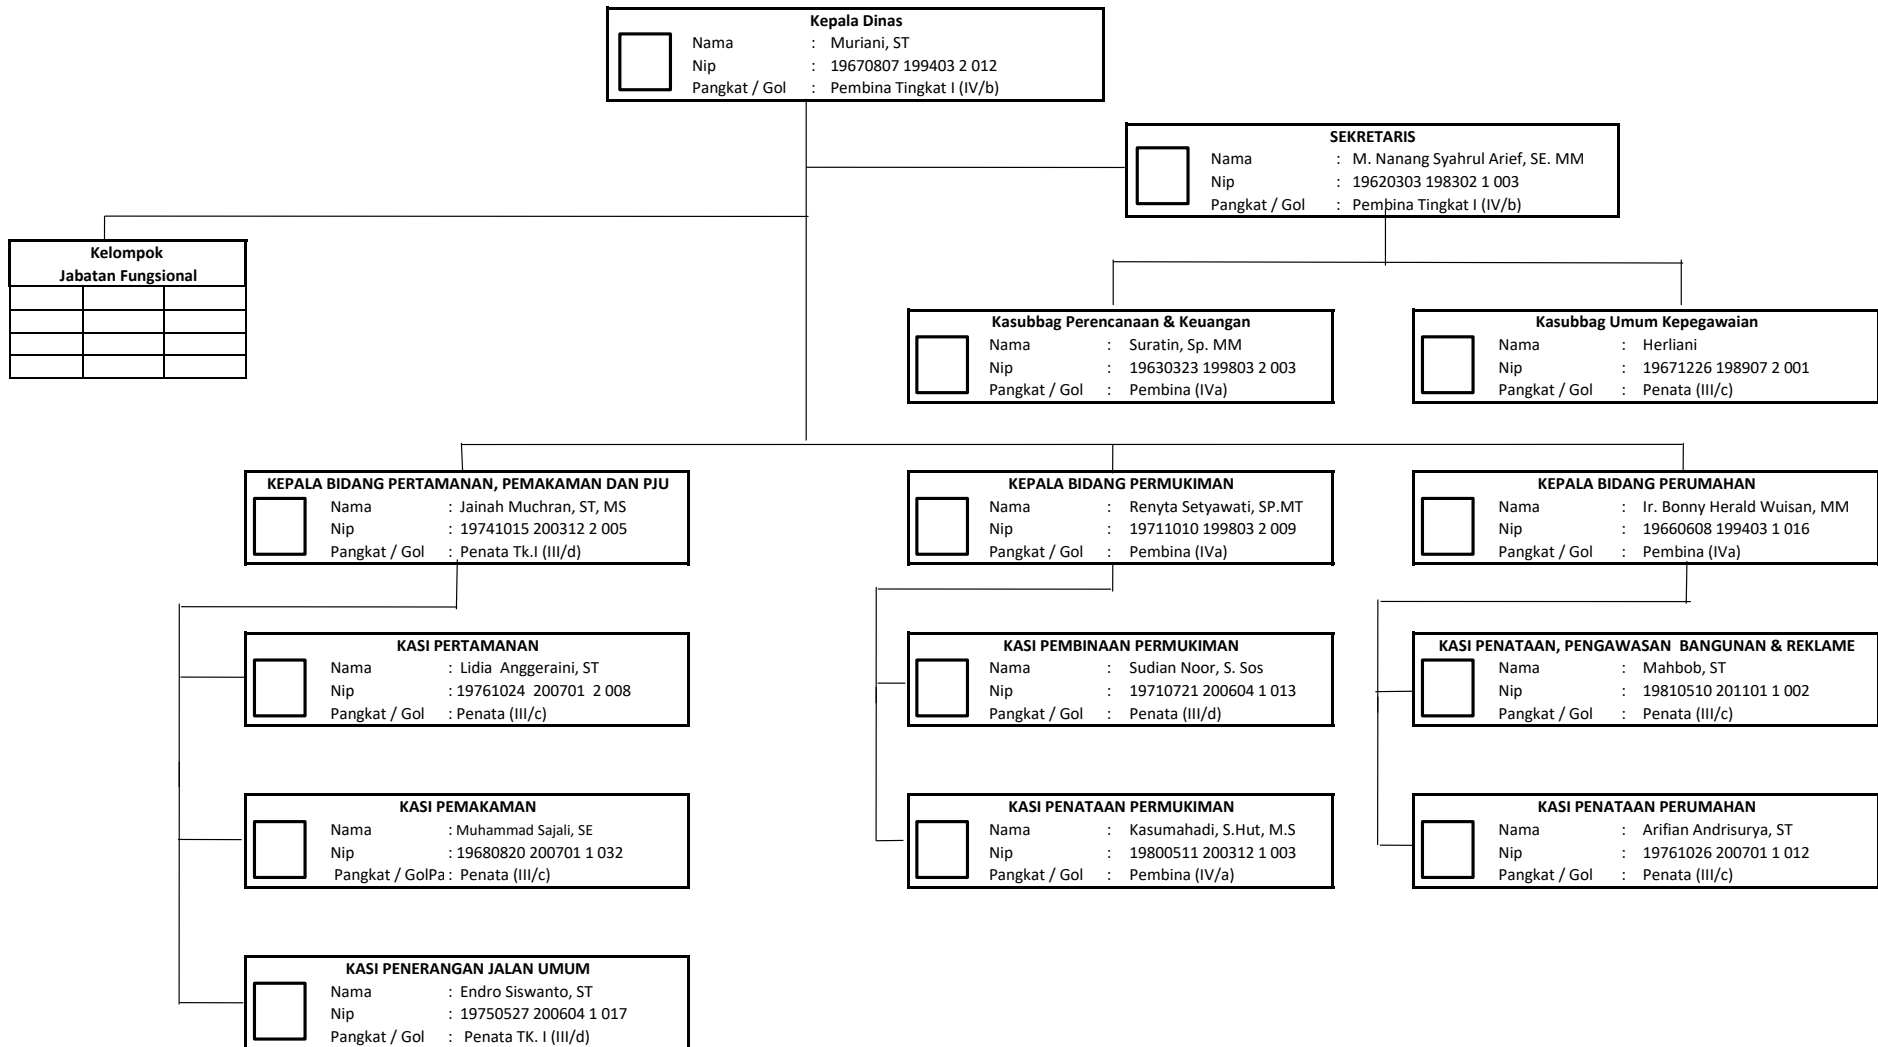 Kepala Dinas
Nama : Muriani, ST
Nip : 19670807 199403 2 012
Pangkat / Gol : Pembina Tingkat I (IV/b)
SEKRETARIS
Nama : M. Nanang Syahrul Arief, SE. MM
Nip : 19620303 198302 1 003
Pangkat / Gol : Pembina Tingkat I (IV/b)
Kelompok
Jabatan Fungsional
Kasubbag Perencanaan & Keuangan
Nama : Suratin, Sp. MM
Nip : 19630323 199803 2 003
Pangkat / Gol : Pembina (IVa)
Kasubbag Umum Kepegawaian
Nama : Herliani
Nip : 19671226 198907 2 001
Pangkat / Gol : Penata (III/c)
KEPALA BIDANG PERTAMANAN, PEMAKAMAN DAN PJU
Nama : Jainah Muchran, ST, MS
Nip : 19741015 200312 2 005
Pangkat / Gol : Penata Tk.I (III/d)
KEPALA BIDANG PERMUKIMAN
Nama : Renyta Setyawati, SP.MT
Nip : 19711010 199803 2 009
Pangkat / Gol : Pembina (IVa)
KEPALA BIDANG PERUMAHAN
Nama : Ir. Bonny Herald Wuisan, MM
Nip : 19660608 199403 1 016
Pangkat / Gol : Pembina (IVa)
KASI PERTAMANAN
Nama : Lidia Anggeraini, ST
Nip : 19761024 200701 2 008
Pangkat / Gol : Penata (III/c)
KASI PEMBINAAN PERMUKIMAN
Nama : Sudian Noor, S. Sos
Nip : 19710721 200604 1 013
Pangkat / Gol : Penata (III/d)
KASI PENATAAN, PENGAWASAN BANGUNAN & REKLAME
Nama : Mahbob, ST
Nip : 19810510 201101 1 002
Pangkat / Gol : Penata (III/c)
KASI PEMAKAMAN
Nama : Muhammad Sajali, SE
Nip : 19680820 200701 1 032
Pangkat / GolPa : Penata (III/c)
KASI PENATAAN PERMUKIMAN
Nama : Kasumahadi, S.Hut, M.S
Nip : 19800511 200312 1 003
Pangkat / Gol : Pembina (IV/a)
KASI PENATAAN PERUMAHAN
Nama : Arifian Andrisurya, ST
Nip : 19761026 200701 1 012
Pangkat / Gol : Penata (III/c)
KASI PENERANGAN JALAN UMUM
Nama : Endro Siswanto, ST
Nip : 19750527 200604 1 017
Pangkat / Gol : Penata TK. I (III/d)